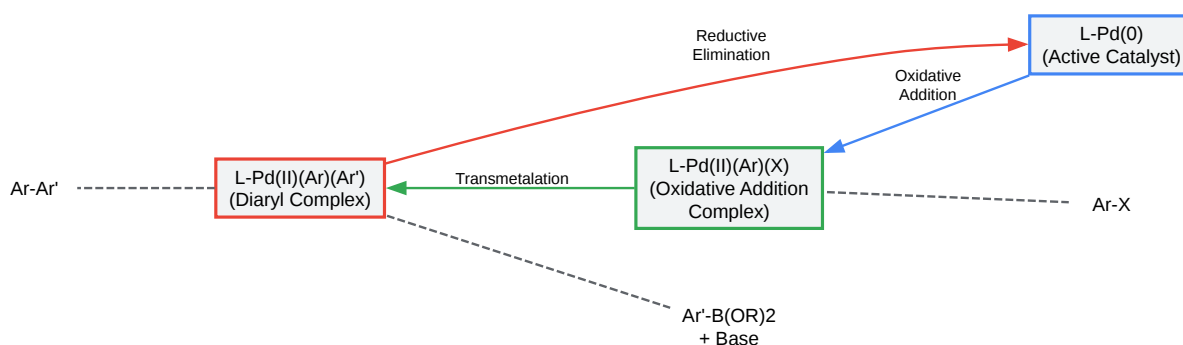 L-Pd(0)
(Active Catalyst)
Reductive
Elimination
Oxidative
Addition
L-Pd(II)(Ar)(X)
(Oxidative Addition
Complex)
Transmetalation
L-Pd(II)(Ar)(Ar')
(Diaryl Complex)
Ar-Ar'
Ar-X
Ar'-B(OR)2
+ Base